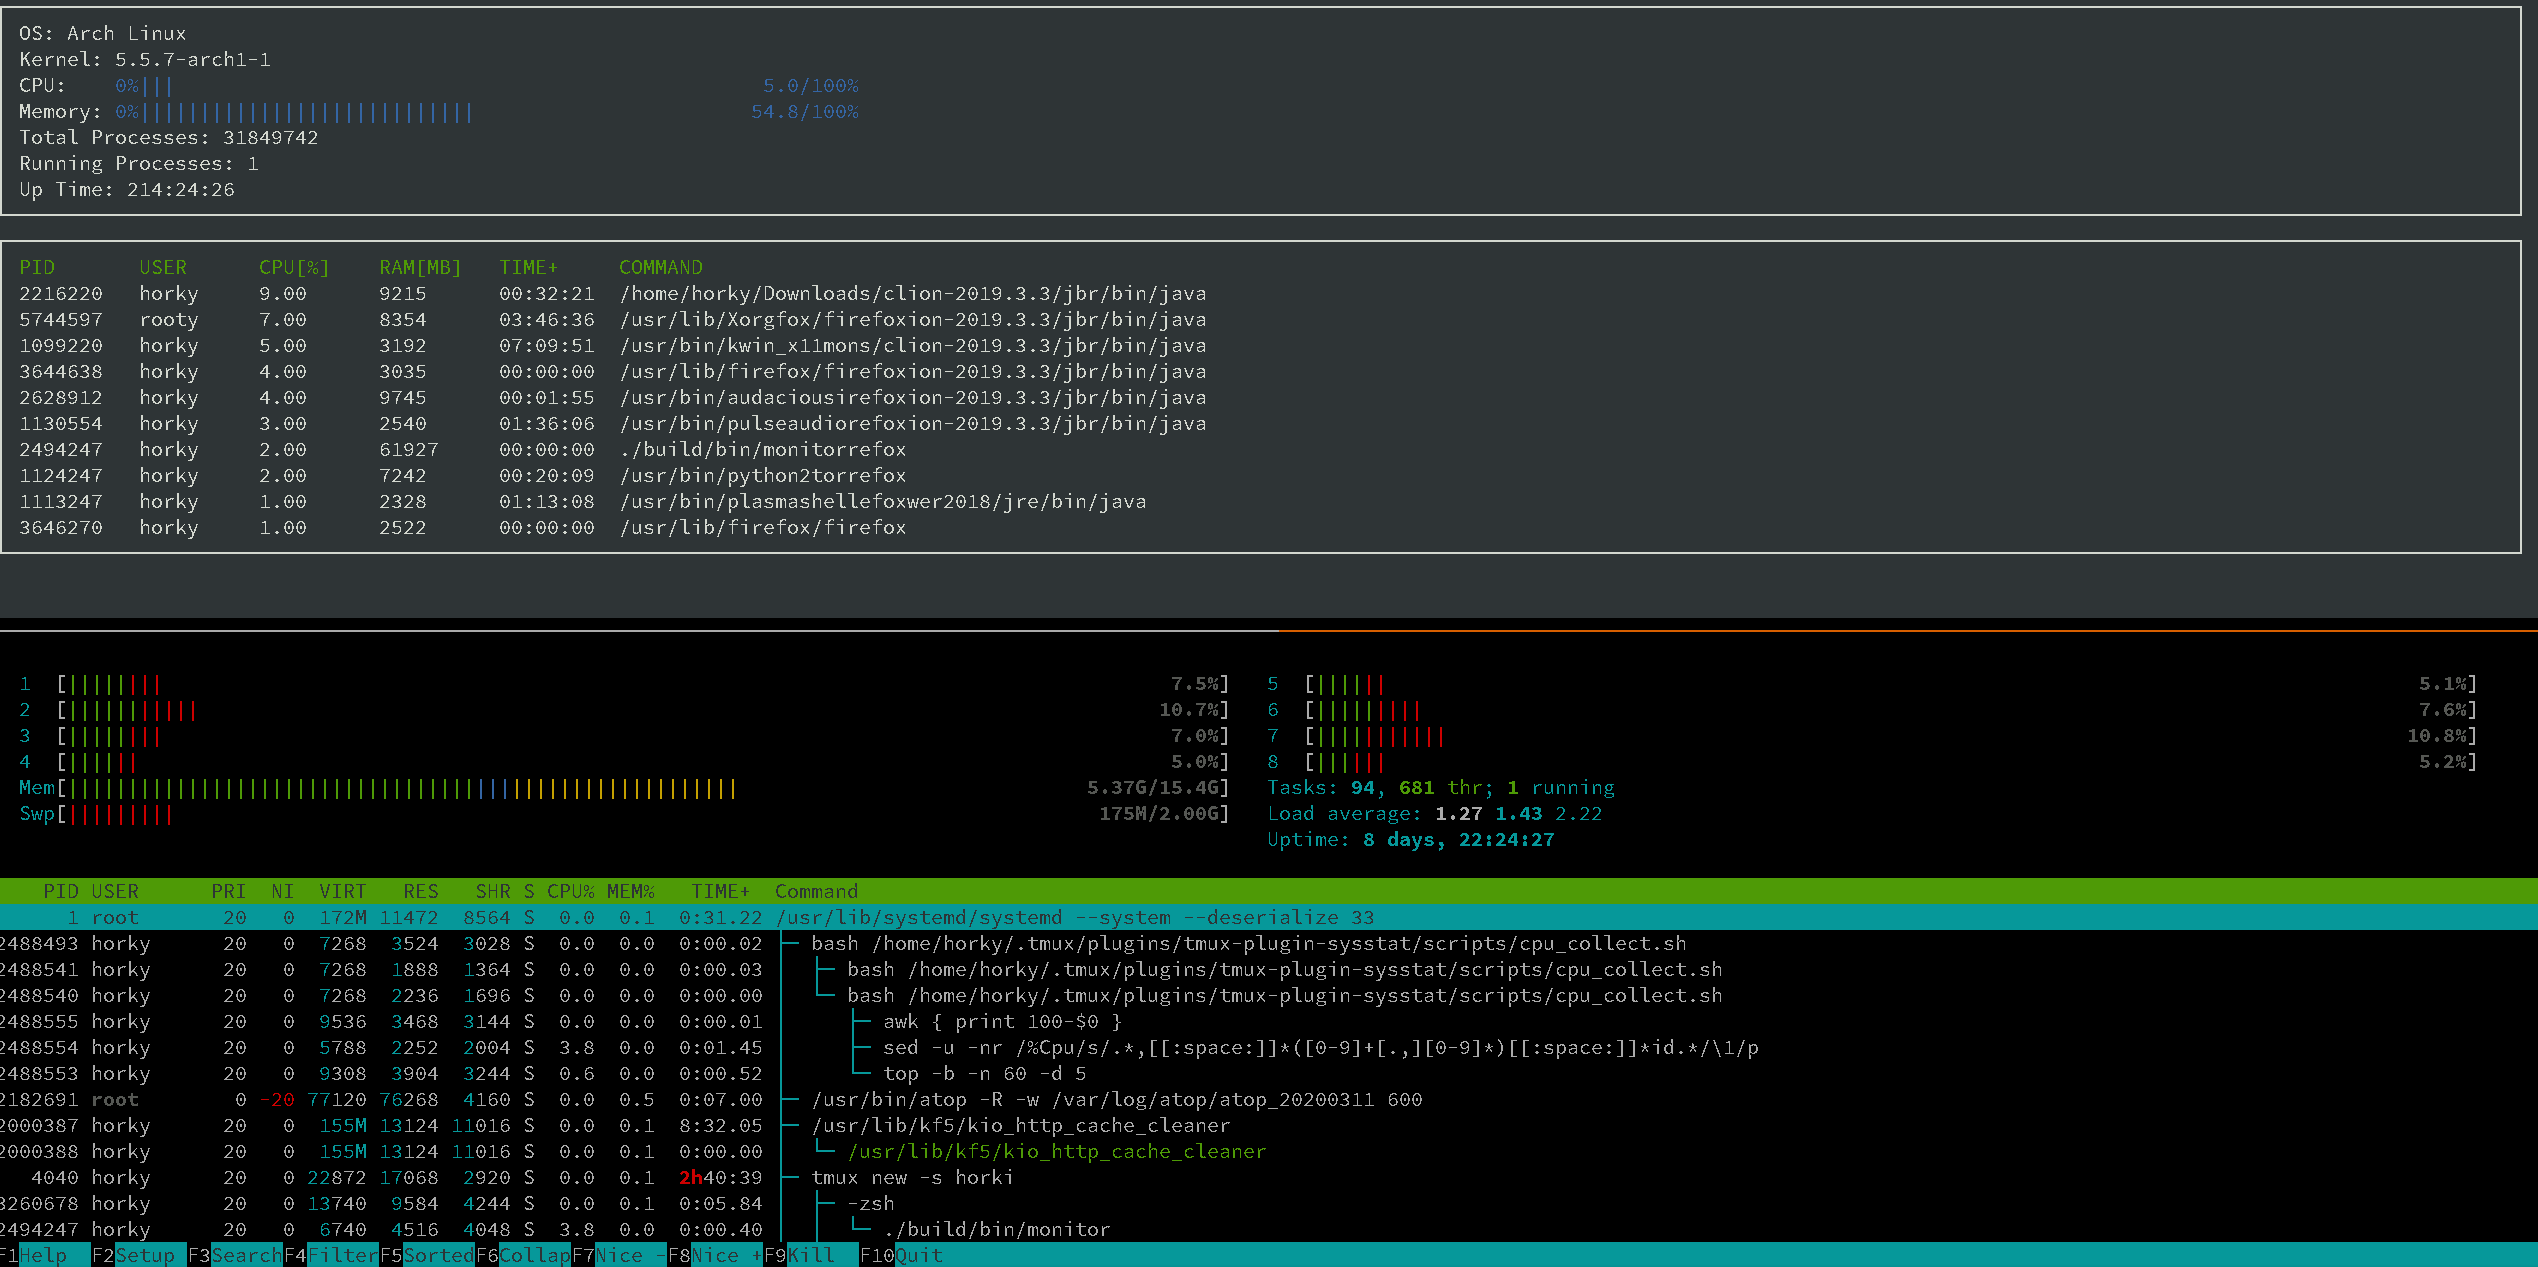 OS: Arch Linux
Kernel: 5.5.7-arch1-1
CPU: 0%||| 5.0/100%
Memory: 0%|||||||||||||||||||||||||||| 54.8/100%
Total Processes: 31849742
Running Processes: 1
Up Time: 214:24:26
PID USER CPU[%] RAM[MB] TIME+ COMMAND
2216220 horky 9.00 9215 00:32:21 /home/horky/Downloads/clion-2019.3.3/jbr/bin/java
5744597 rooty 7.00 8354 03:46:36 /usr/lib/Xorgfox/firefoxion-2019.3.3/jbr/bin/java
1099220 horky 5.00 3192 07:09:51 /usr/bin/kwin_x11mons/clion-2019.3.3/jbr/bin/java
3644638 horky 4.00 3035 00:00:00 /usr/lib/firefox/firefoxion-2019.3.3/jbr/bin/java
2628912 horky 4.00 9745 00:01:55 /usr/bin/audaciousirefoxion-2019.3.3/jbr/bin/java
1130554 horky 3.00 2540 01:36:06 /usr/bin/pulseaudiorefoxion-2019.3.3/jbr/bin/java
2494247 horky 2.00 61927 00:00:00 ./build/bin/monitorrefox
1124247 horky 2.00 7242 00:20:09 /usr/bin/python2torrefox
1113247 horky 1.00 2328 01:13:08 /usr/bin/plasmashellefoxwer2018/jre/bin/java
3646270 horky 1.00 2522 00:00:00 /usr/lib/firefox/firefox
1 [|||||||| 7.5%] 5 [|||||| 5.1%]
2 [||||||||||| 10.7%] 6 [||||||||| 7.6%]
3 [|||||||| 7.0%] 7 [||||||||||| 10.8%]
4 [|||||| 5.0%] 8 [|||||| 5.2%]
Mem[||||||||||||||||||||||||||||||||||||||||||||||||||||||||| 5.37G/15.4G] Tasks: 94, 681 thr; 1 running
Swp[||||||||| 175M/2.00G] Load average: 1.27 1.43 2.22
Uptime: 8 days, 22:24:27
PID USER PRI NI VIRT RES SHR S CPU% MEM% TIME+ Command
1 root 20 0 172M 11472 8564 S 0.0 0.1 0:31.22 /usr/lib/systemd/systemd --system --deserialize 33
2488493 horky 20 0 7268 3524 3028 S 0.0 0.0 0:00.02 ├─ bash /home/horky/.tmux/plugins/tmux-plugin-sysstat/scripts/cpu_collect.sh
2488541 horky 20 0 7268 1888 1364 S 0.0 0.0 0:00.03 │ ├─ bash /home/horky/.tmux/plugins/tmux-plugin-sysstat/scripts/cpu_collect.sh
2488540 horky 20 0 7268 2236 1696 S 0.0 0.0 0:00.00 │ └─ bash /home/horky/.tmux/plugins/tmux-plugin-sysstat/scripts/cpu_collect.sh
2488555 horky 20 0 9536 3468 3144 S 0.0 0.0 0:00.01 │ ├─ awk { print 100-$0 }
2488554 horky 20 0 5788 2252 2004 S 3.8 0.0 0:01.45 │ ├─ sed -u -nr /%Cpu/s/.*,[[:space:]]*([0-9]+[.,][0-9]*)[[:space:]]*id.*/\1/p
2488553 horky 20 0 9308 3904 3244 S 0.6 0.0 0:00.52 │ └─ top -b -n 60 -d 5
2182691 root 0 -20 77120 76268 4160 S 0.0 0.5 0:07.00 ├─ /usr/bin/atop -R -w /var/log/atop/atop_20200311 600
2000387 horky 20 0 155M 13124 11016 S 0.0 0.1 8:32.05 ├─ /usr/lib/kf5/kio_http_cache_cleaner
2000388 horky 20 0 155M 13124 11016 S 0.0 0.1 0:00.00 │ └─ /usr/lib/kf5/kio_http_cache_cleaner
4040 horky 20 0 22872 17068 2920 S 0.0 0.1 2h40:39 ├─ tmux new -s horki
3260678 horky 20 0 13740 9584 4244 S 0.0 0.1 0:05.84 │ ├─ -zsh
2494247 horky 20 0 6740 4516 4048 S 3.8 0.0 0:00.40 │ │ └─ ./build/bin/monitor
F1Help F2Setup F3SearchF4FilterF5SortedF6CollapF7Nice -F8Nice +F9Kill F10Quit